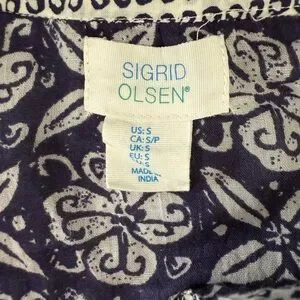 SIGRID
OLSEN®
US: S
CA: S/P
UK: S
EU: S
MADE
INDIA